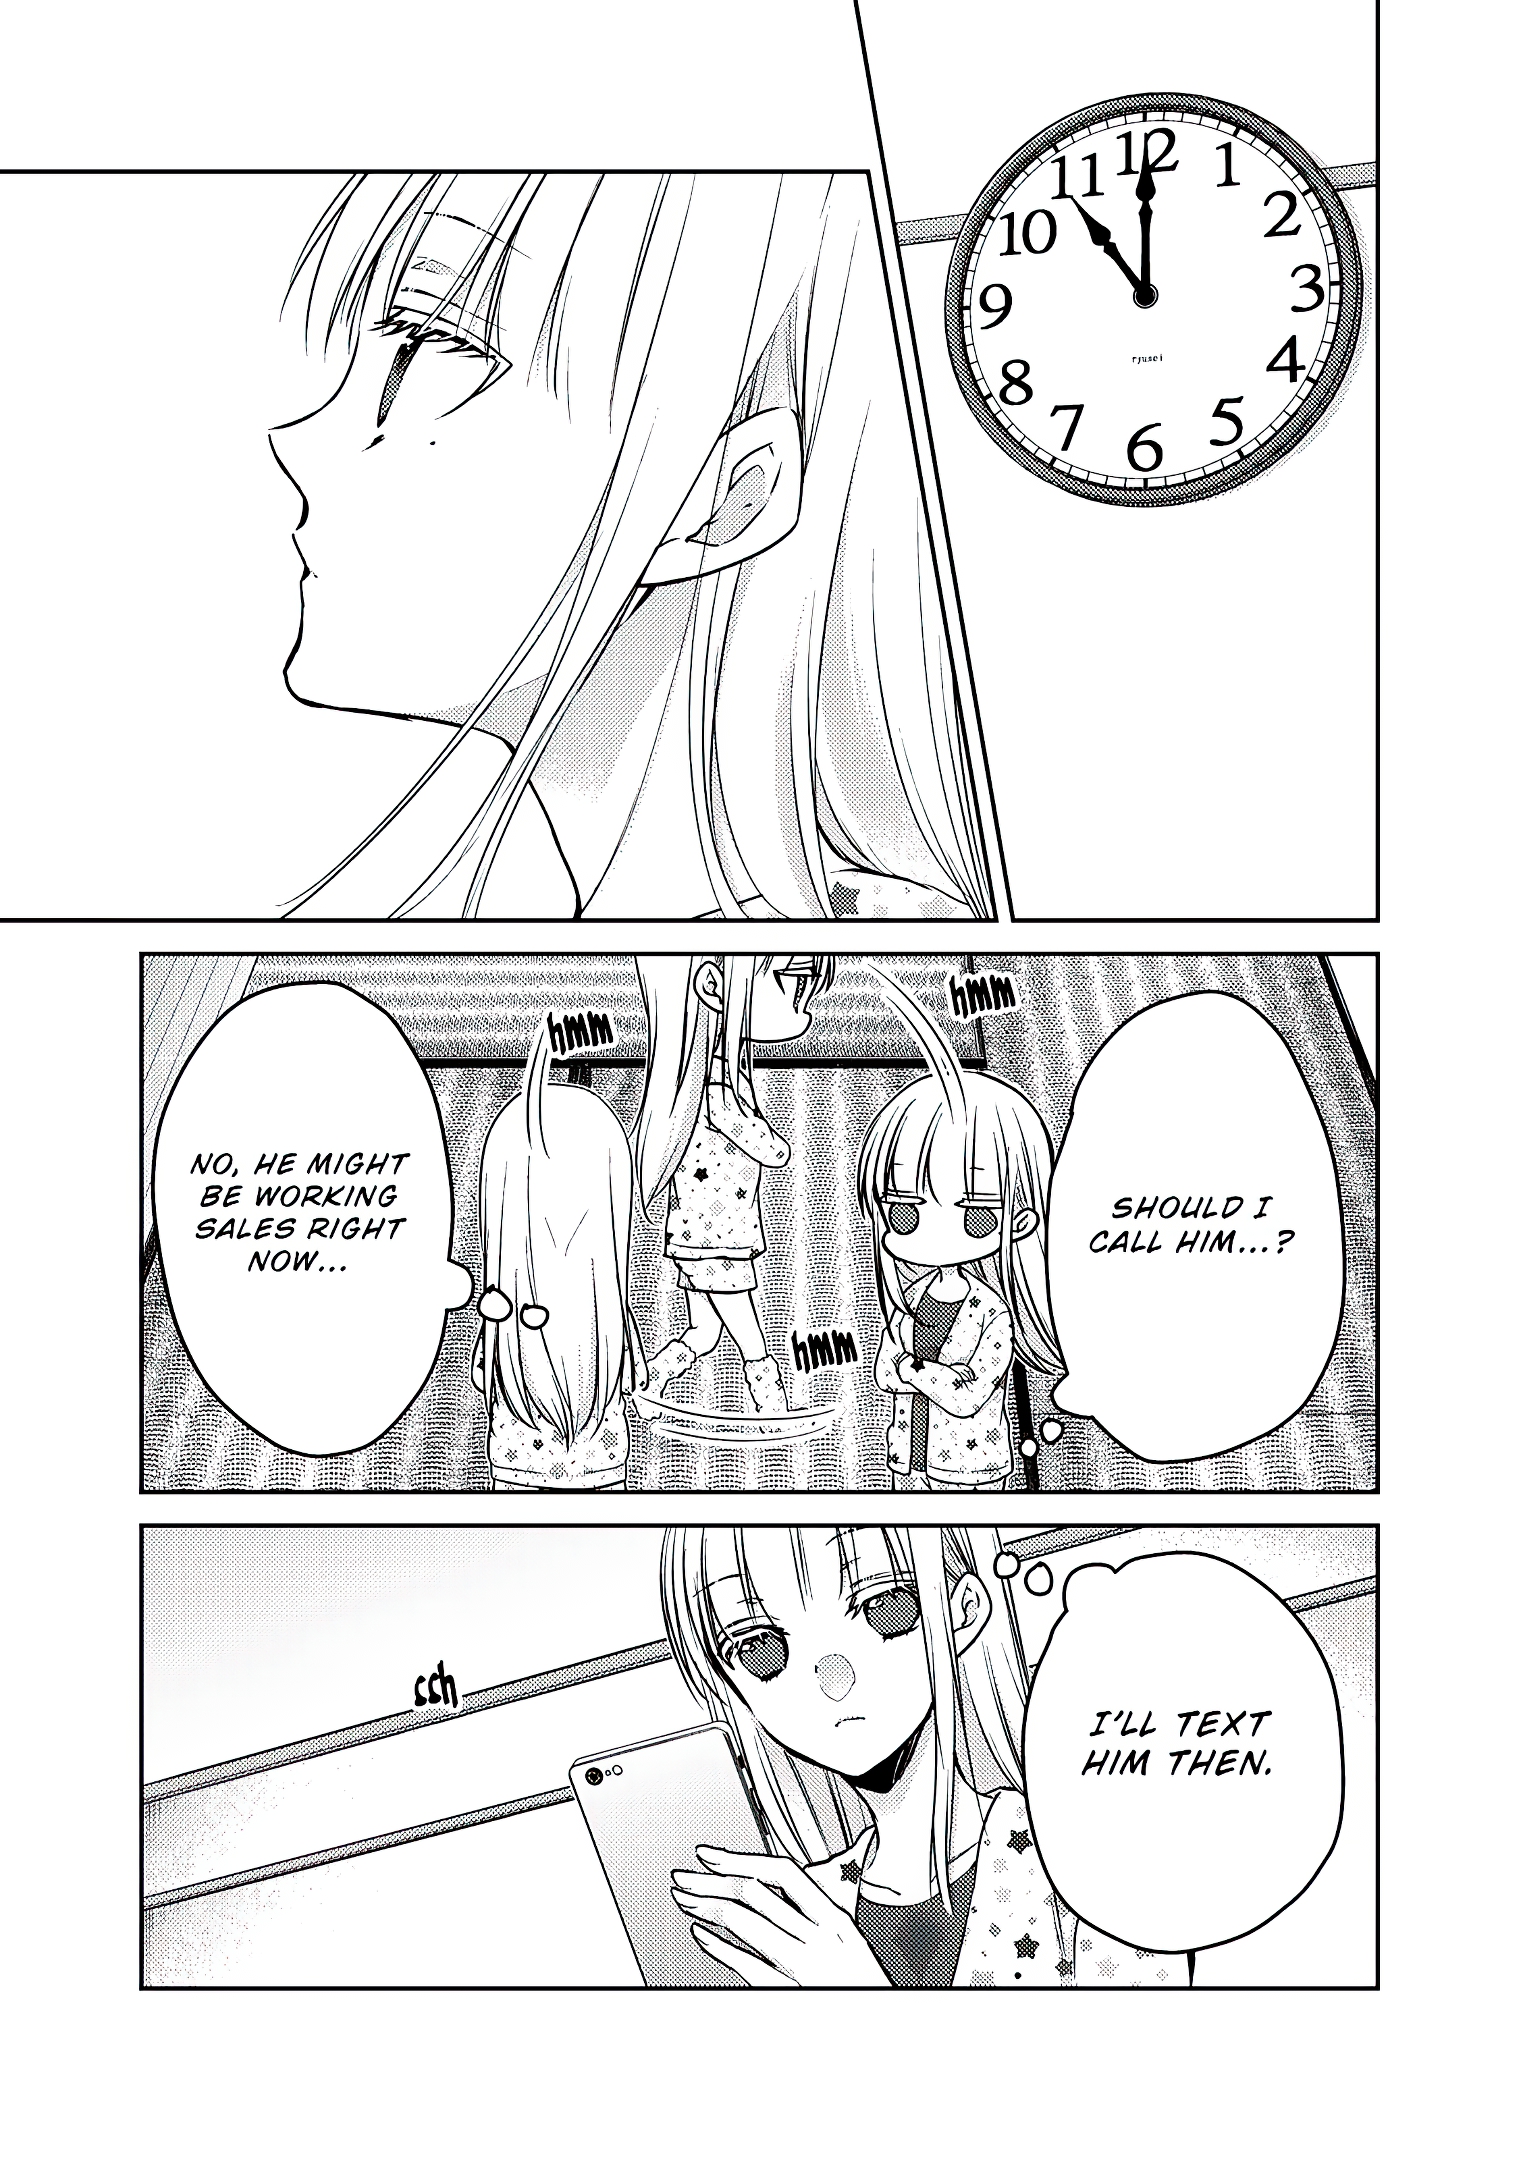 11 12 1
10 2
9 3
8 4
7 6 5
ryusei
hmm
SHOULD I
CALL HIM...?
hmm
hmm
NO, HE MIGHT
BE WORKING
SALES RIGHT
NOW...
I'LL TEXT
HIM THEN.
ssh